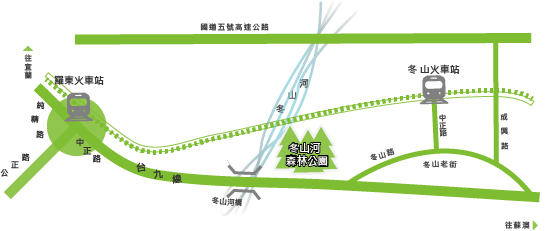 國道五號高速公路
往宜蘭
羅東火車站
冬山火車站
純精路
冬山河
中正路
成興路
中正路
公正路
台九線
冬山河
森林公園
冬山路
冬山老街
冬山河橋
往蘇澳